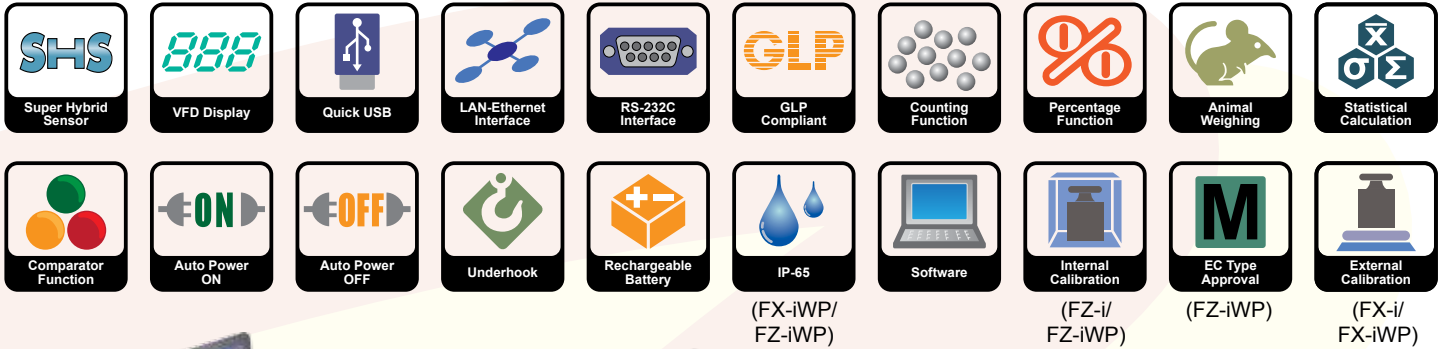 SHS
Super Hybrid
Sensor
888
VFD Display
Quick USB
LAN-Ethernet
Interface
RS-232C
Interface
GLP
GLP
Compliant
Counting
Function
%
Percentage
Function
Animal
Weighing
X̄
σ Σ
Statistical
Calculation
Comparator
Function
ON
Auto Power
ON
OFF
Auto Power
OFF
Underhook
+ −
Rechargeable
Battery
IP-65
(FX-iWP/
FZ-iWP)
Software
Internal
Calibration
(FZ-i/
FZ-iWP)
M
EC Type
Approval
(FZ-iWP)
External
Calibration
(FX-i/
FX-iWP)